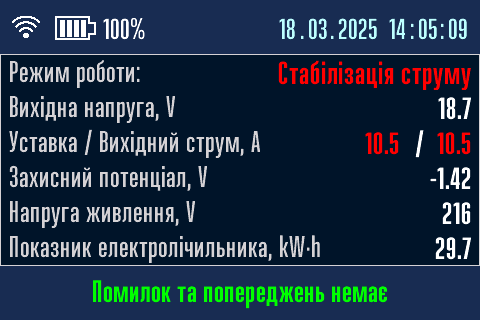 100% 18.03.2025 14:05:09
Режим роботи: Стабілізація струму
Вихідна напруга, V 18.7
Уставка / Вихідний струм, A 10.5 / 10.5
Захисний потенціал, V -1.42
Напруга живлення, V 216
Показник електролічильника, kW·h 29.7
Помилок та попереджень немає